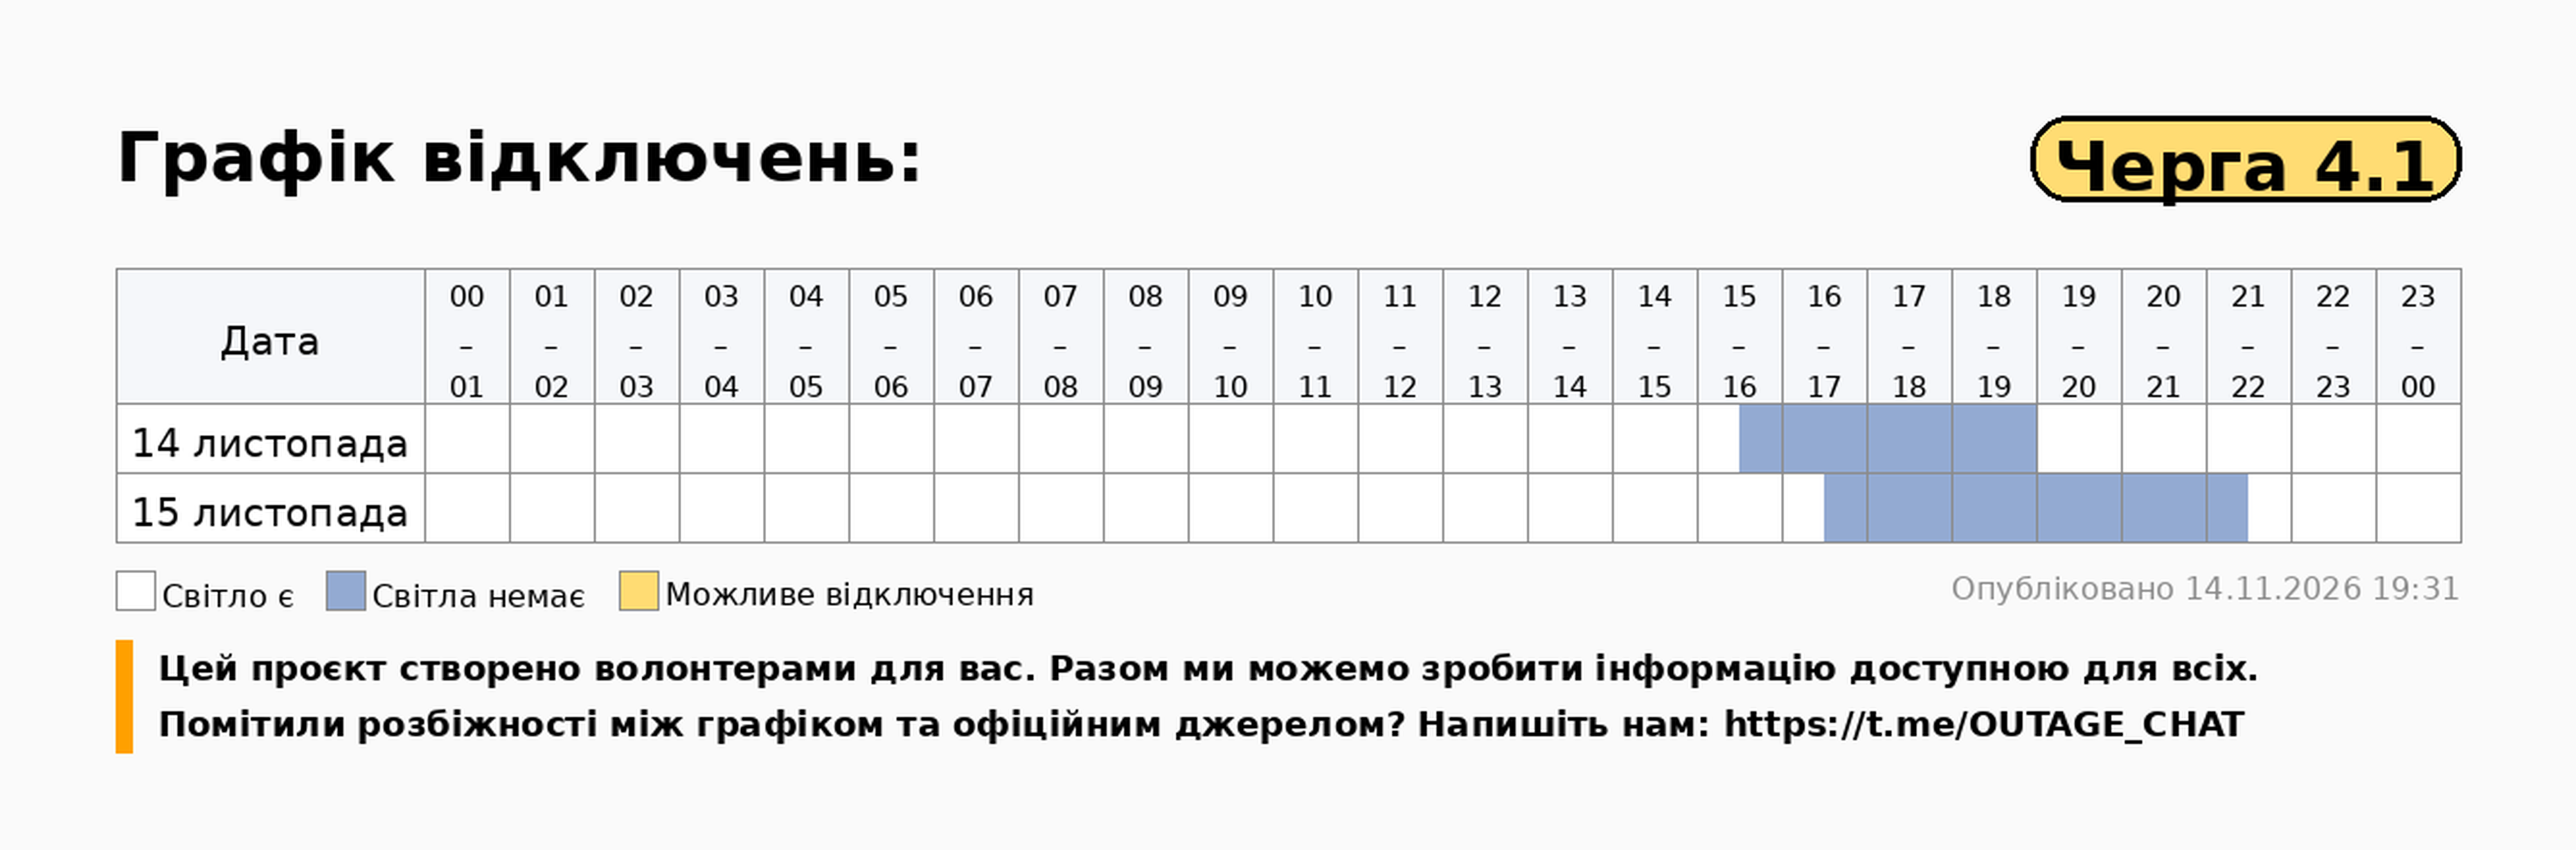 Графік відключень:
Черга 4.1
Дата
00 – 01
01 – 02
02 – 03
03 – 04
04 – 05
05 – 06
06 – 07
07 – 08
08 – 09
09 – 10
10 – 11
11 – 12
12 – 13
13 – 14
14 – 15
15 – 16
16 – 17
17 – 18
18 – 19
19 – 20
20 – 21
21 – 22
22 – 23
23 – 00
14 листопада
15 листопада
Світло є
Світла немає
Можливе відключення
Опубліковано 14.11.2026 19:31
Цей проєкт створено волонтерами для вас. Разом ми можемо зробити інформацію доступною для всіх.
Помітили розбіжності між графіком та офіційним джерелом? Напишіть нам: https://t.me/OUTAGE_CHAT